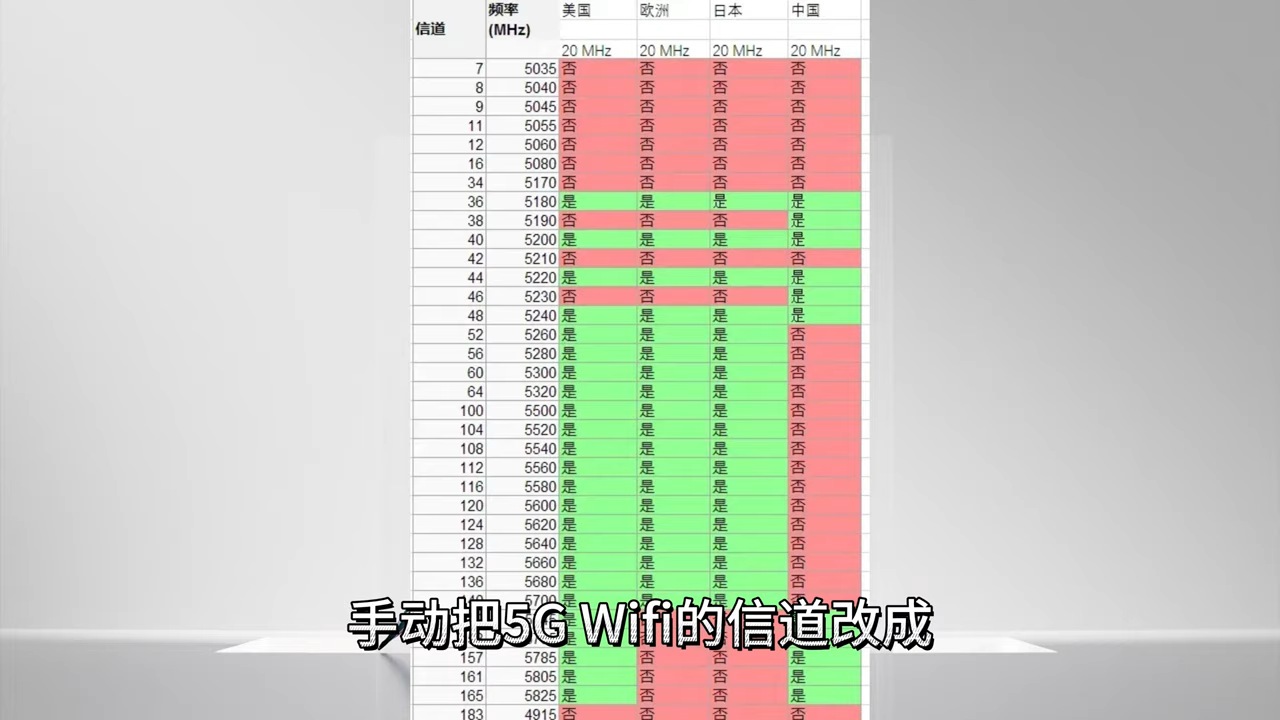 信道 频率 (MHz) 美国 欧洲 日本 中国
20 MHz 20 MHz 20 MHz 20 MHz
7 5035 否 否 否 否
8 5040 否 否 否 否
9 5045 否 否 否 否
11 5055 否 否 否 否
12 5060 否 否 否 否
16 5080 否 否 否 否
34 5170 否 否 否 否
36 5180 是 是 是 是
38 5190 否 否 否 是
40 5200 是 是 是 是
42 5210 否 否 否 否
44 5220 是 是 是 是
46 5230 否 否 否 是
48 5240 是 是 是 是
52 5260 是 是 是 否
56 5280 是 是 是 否
60 5300 是 是 是 否
64 5320 是 是 是 否
100 5500 是 是 是 否
104 5520 是 是 是 否
108 5540 是 是 是 否
112 5560 是 是 是 否
116 5580 是 是 是 否
120 5600 是 是 是 否
124 5620 是 是 是 否
128 5640 是 是 是 否
132 5660 是 是 是 否
136 5680 是 是 是 否
手动把5G Wifi的信道改成
157 5785 是 否 否 是
161 5805 是 否 否 是
165 5825 是 否 否 是
183 4915 否 否 否 否